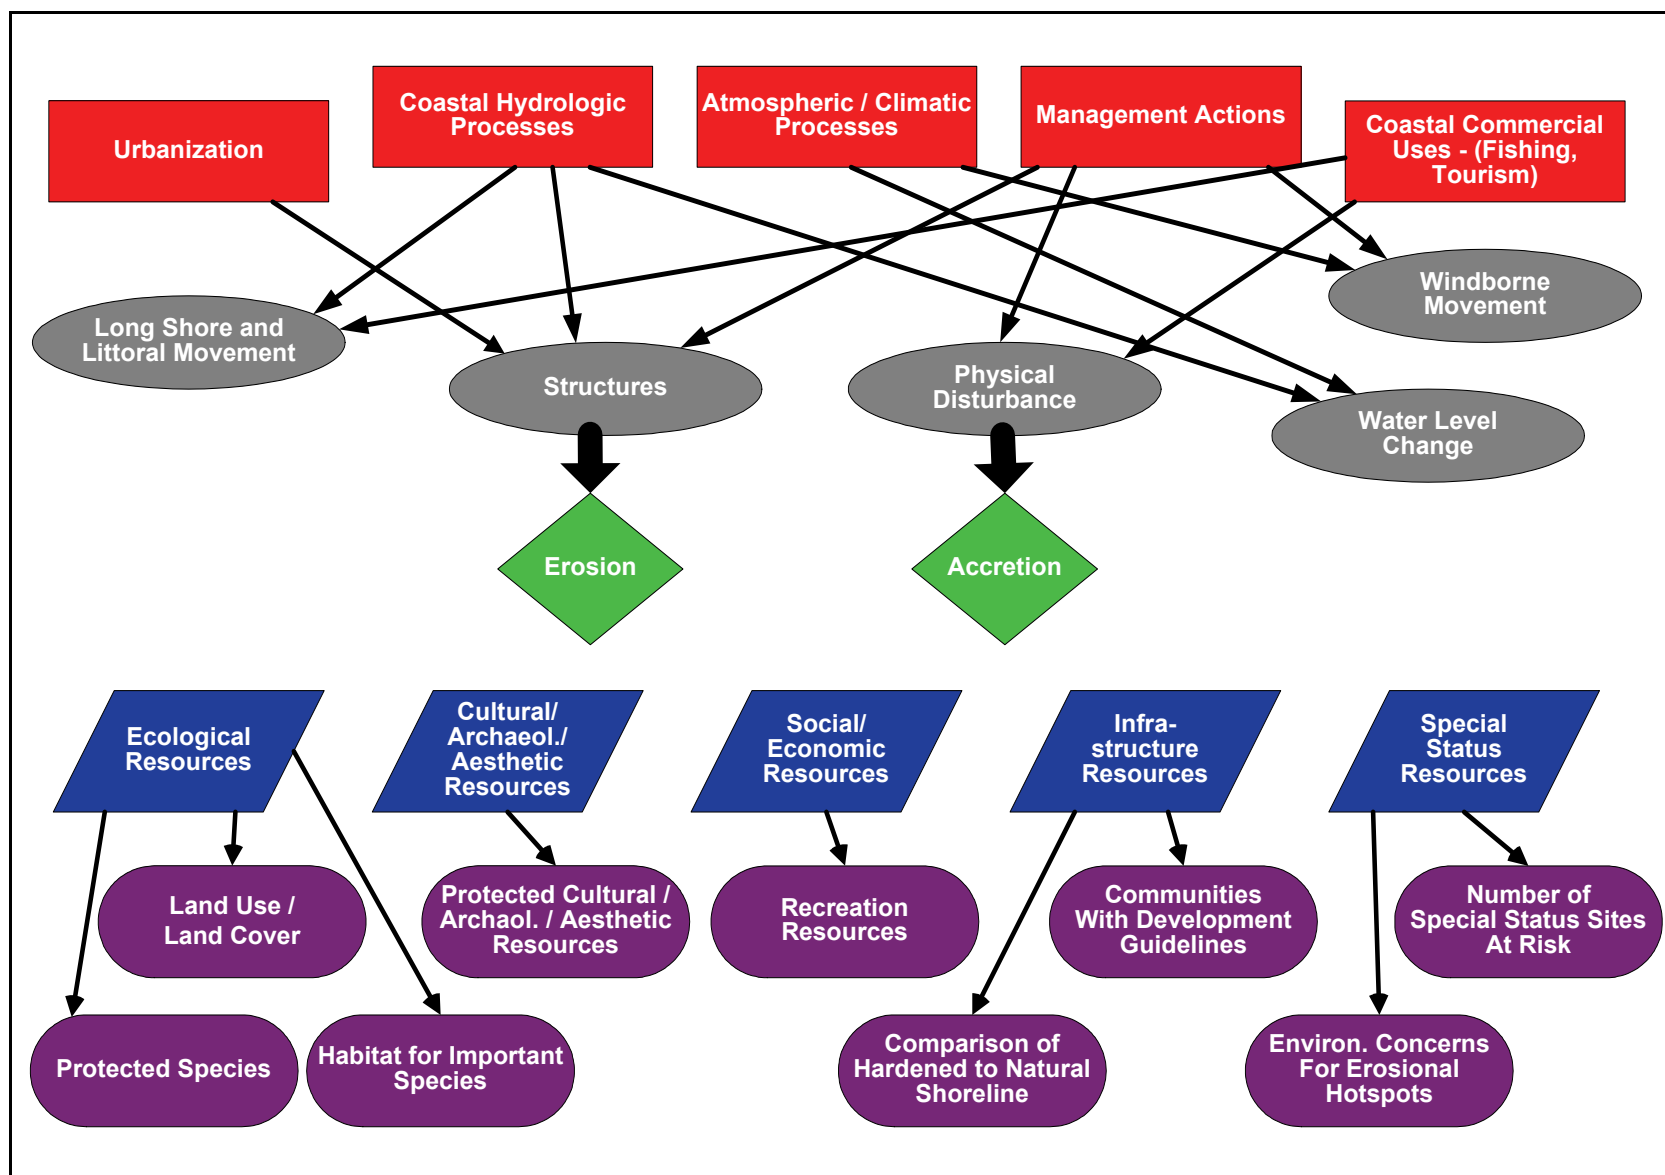 Urbanization
Coastal Hydrologic
Processes
Atmospheric / Climatic
Processes
Management Actions
Coastal Commercial
Uses - (Fishing,
Tourism)
Long Shore and
Littoral Movement
Structures
Physical
Disturbance
Windborne
Movement
Water Level
Change
Erosion
Accretion
Ecological
Resources
Cultural/
Archaeol./
Aesthetic
Resources
Social/
Economic
Resources
Infra-
structure
Resources
Special
Status
Resources
Land Use /
Land Cover
Protected Cultural /
Archaol. / Aesthetic
Resources
Recreation
Resources
Communities
With Development
Guidelines
Number of
Special Status Sites
At Risk
Protected Species
Habitat for Important
Species
Comparison of
Hardened to Natural
Shoreline
Environ. Concerns
For Erosional
Hotspots